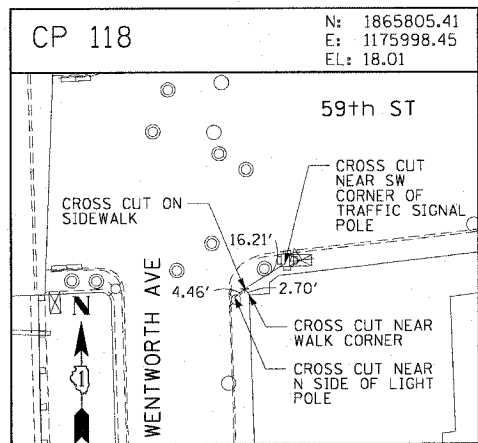 CP 118
N: 1865805.41
E: 1175998.45
EL: 18.01
59th ST
CROSS CUT
NEAR SW
CORNER OF
TRAFFIC SIGNAL
POLE
CROSS CUT ON
SIDEWALK
16.21'
4.46'
2.70'
CROSS CUT NEAR
WALK CORNER
CROSS CUT NEAR
N SIDE OF LIGHT
POLE
WENTWORTH AVE
N
1